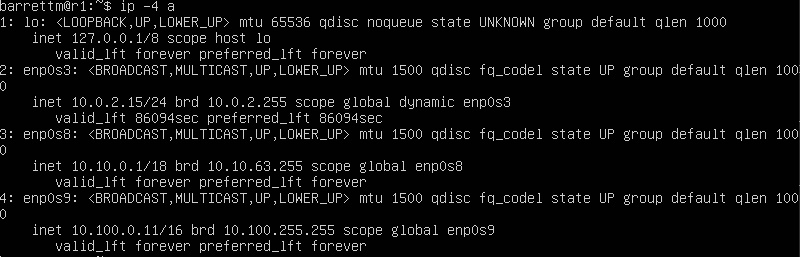 barrettm@r1:~$ ip -4 a
1: lo: <LOOPBACK,UP,LOWER_UP> mtu 65536 qdisc noqueue state UNKNOWN group default qlen 1000
    inet 127.0.0.1/8 scope host lo
       valid_lft forever preferred_lft forever
2: enp0s3: <BROADCAST,MULTICAST,UP,LOWER_UP> mtu 1500 qdisc fq_codel state UP group default qlen 100
0
    inet 10.0.2.15/24 brd 10.0.2.255 scope global dynamic enp0s3
       valid_lft 86094sec preferred_lft 86094sec
3: enp0s8: <BROADCAST,MULTICAST,UP,LOWER_UP> mtu 1500 qdisc fq_codel state UP group default qlen 100
0
    inet 10.10.0.1/18 brd 10.10.63.255 scope global enp0s8
       valid_lft forever preferred_lft forever
4: enp0s9: <BROADCAST,MULTICAST,UP,LOWER_UP> mtu 1500 qdisc fq_codel state UP group default qlen 100
0
    inet 10.100.0.11/16 brd 10.100.255.255 scope global enp0s9
       valid_lft forever preferred_lft forever